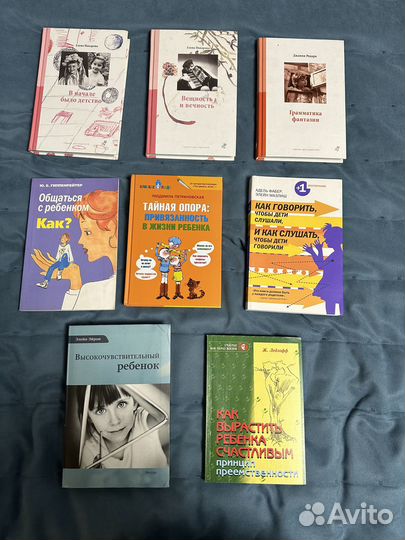 Елена Макарова
В начале
было детство
Елена Макарова
Вещность
и вечность
Джанни Родари
Грамматика
фантазии
Ю. Б. ГИППЕНРЕЙТЕР
Общаться
с ребенком
Как?
ЛЮДМИЛА ПЕТРАНОВСКАЯ
ТАЙНАЯ ОПОРА:
ПРИВЯЗАННОСТЬ
В ЖИЗНИ РЕБЕНКА
АДЕЛЬ ФАБЕР,
ЭЛЕЙН МАЗЛИШ
№1
КАК ГОВОРИТЬ,
ЧТОБЫ ДЕТИ
СЛУШАЛИ,
И КАК СЛУШАТЬ,
ЧТОБЫ ДЕТИ
ГОВОРИЛИ
Элейн Эйрон
Высокочувствительный
ребенок
Ж. Ледлофф
КАК
ВЫРАСТИТЬ
РЕБЕНКА
СЧАСТЛИВЫМ
принцип
преемственности
Avito